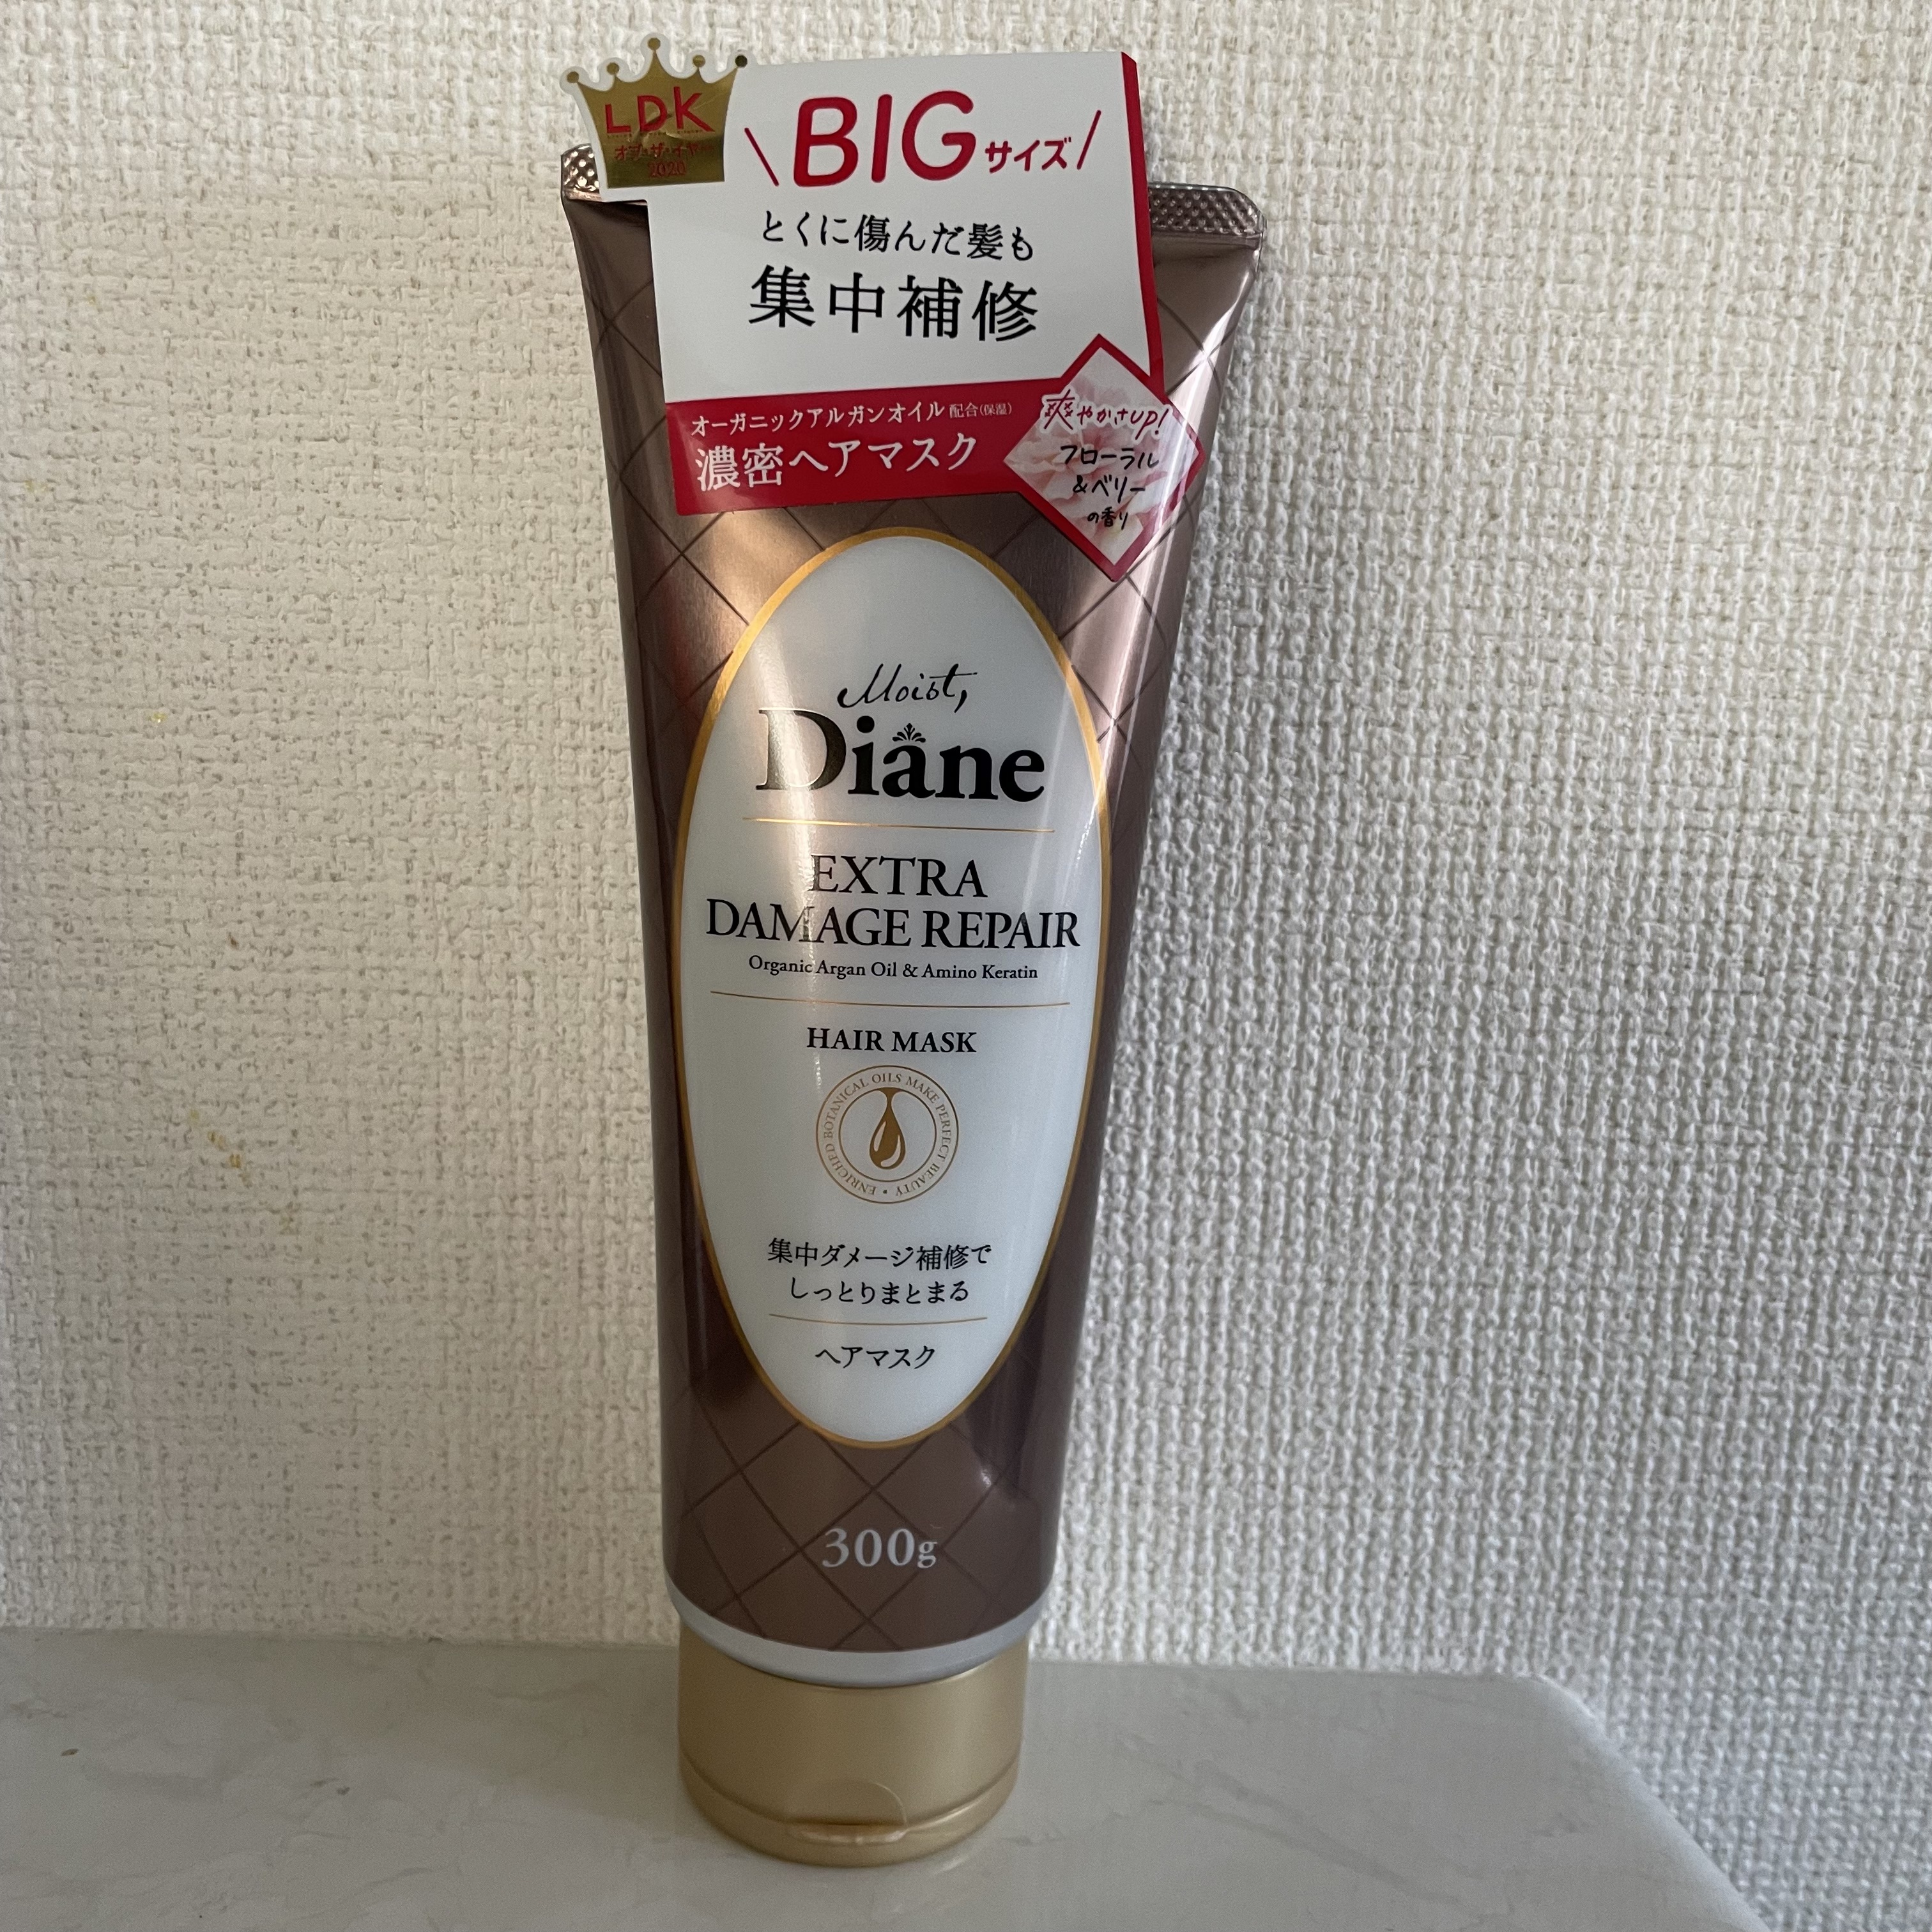 LDK
オブ・ザ・イヤー
2020
BIGサイズ
とくに傷んだ髪も
集中補修
オーガニックアルガンオイル配合(保湿)
濃密ヘアマスク
爽やかさUP!
フローラル
&ベリー
の香り
Moist,
Diane
EXTRA
DAMAGE REPAIR
Organic Argan Oil & Amino Keratin
HAIR MASK
ENRICHED BOTANICAL OILS MAKE PERFECT BEAUTY •
集中ダメージ補修で
しっとりまとまる
ヘアマスク
300g